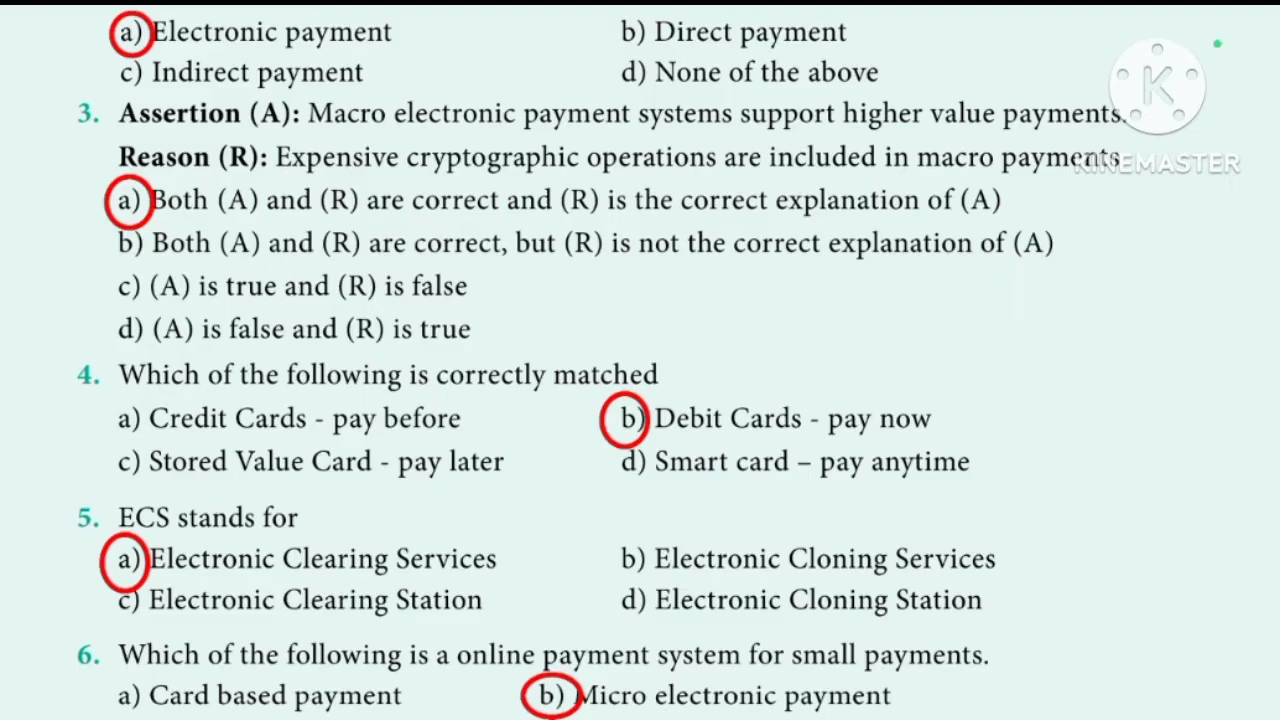 a) Electronic payment b) Direct payment
c) Indirect payment d) None of the above
3. Assertion (A): Macro electronic payment systems support higher value payments.
Reason (R): Expensive cryptographic operations are included in macro payments
a) Both (A) and (R) are correct and (R) is the correct explanation of (A)
b) Both (A) and (R) are correct, but (R) is not the correct explanation of (A)
c) (A) is true and (R) is false
d) (A) is false and (R) is true
4. Which of the following is correctly matched
a) Credit Cards - pay before b) Debit Cards - pay now
c) Stored Value Card - pay later d) Smart card – pay anytime
5. ECS stands for
a) Electronic Clearing Services b) Electronic Cloning Services
c) Electronic Clearing Station d) Electronic Cloning Station
6. Which of the following is a online payment system for small payments.
a) Card based payment b) Micro electronic payment
K
KINEMASTER